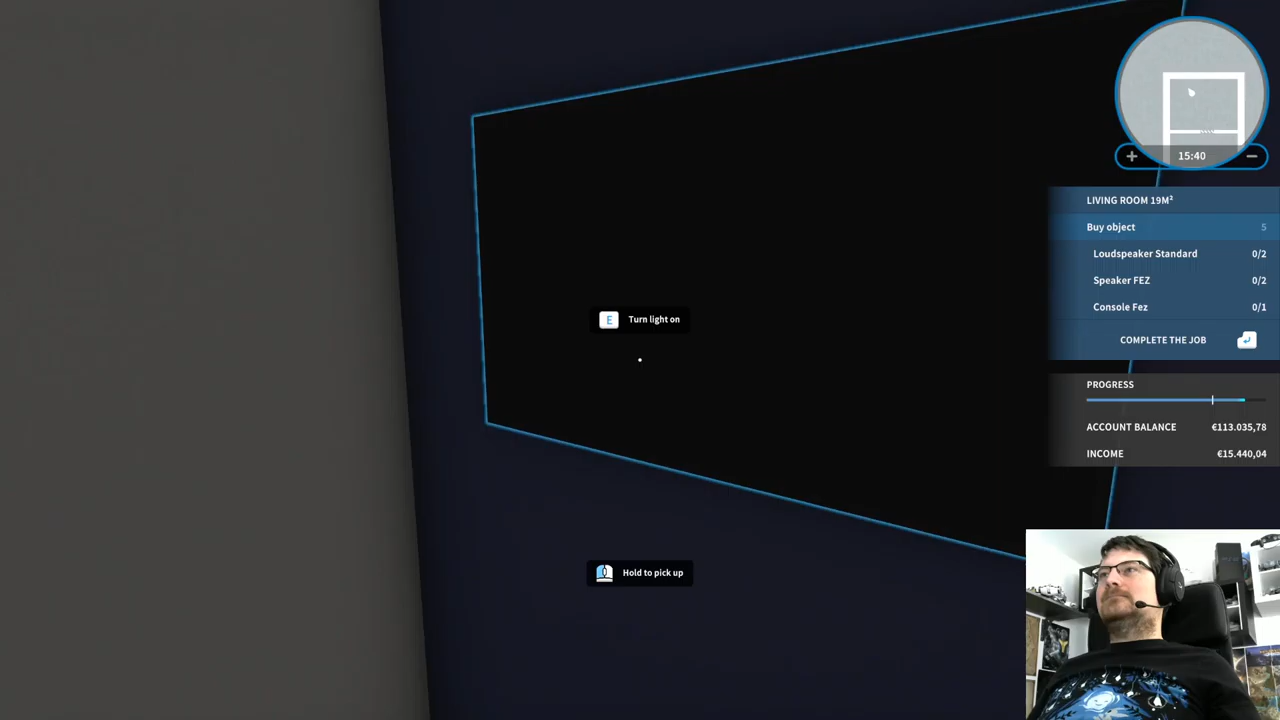 15:40
LIVING ROOM 19M²
Buy object 5
Loudspeaker Standard 0/2
Speaker FEZ 0/2
Console Fez 0/1
COMPLETE THE JOB
PROGRESS
ACCOUNT BALANCE €113.035,78
INCOME €15.440,04
E Turn light on
Hold to pick up